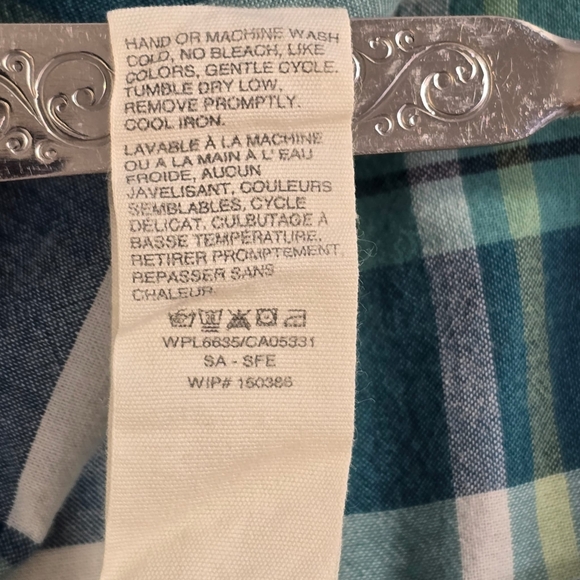 HAND OR MACHINE WASH
COLD, NO BLEACH, LIKE
COLORS, GENTLE CYCLE.
TUMBLE DRY LOW,
REMOVE PROMPTLY.
COOL IRON.
LAVABLE À LA MACHINE
OU A LA MAIN À L'EAU
FROIDE, AUCUN
JAVELISANT, COULEURS
SEMBLABLES, CYCLE
DÉLICAT. CULBUTAGE À
BASSE TEMPÉRATURE,
RETIRER PROMPTEMENT.
REPASSER SANS
CHALEUR
WPL6635/CA05331
SA - SFE
WIP# 160386